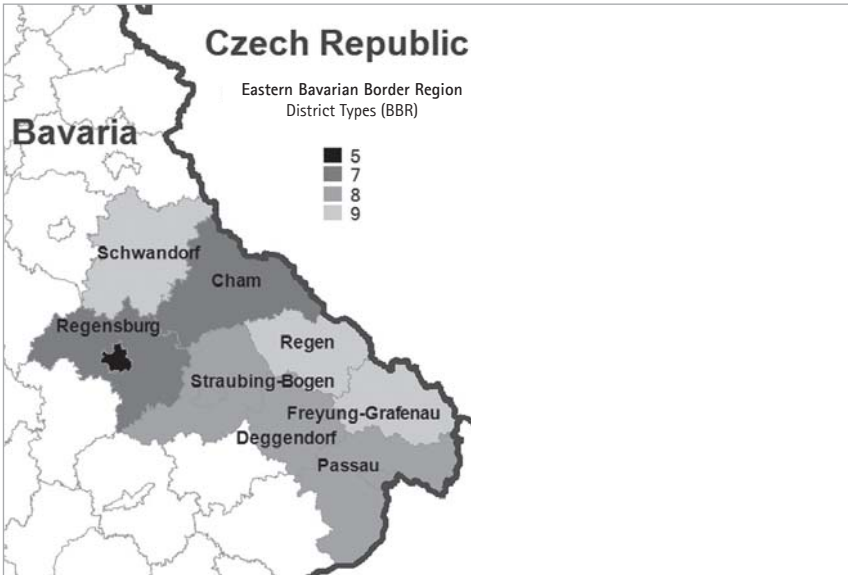 Czech Republic
Eastern Bavarian Border Region
District Types (BBR)
Bavaria
5
7
8
9
Schwandorf
Cham
Regensburg
Regen
Straubing-Bogen
Freyung-Grafenau
Deggendorf
Passau